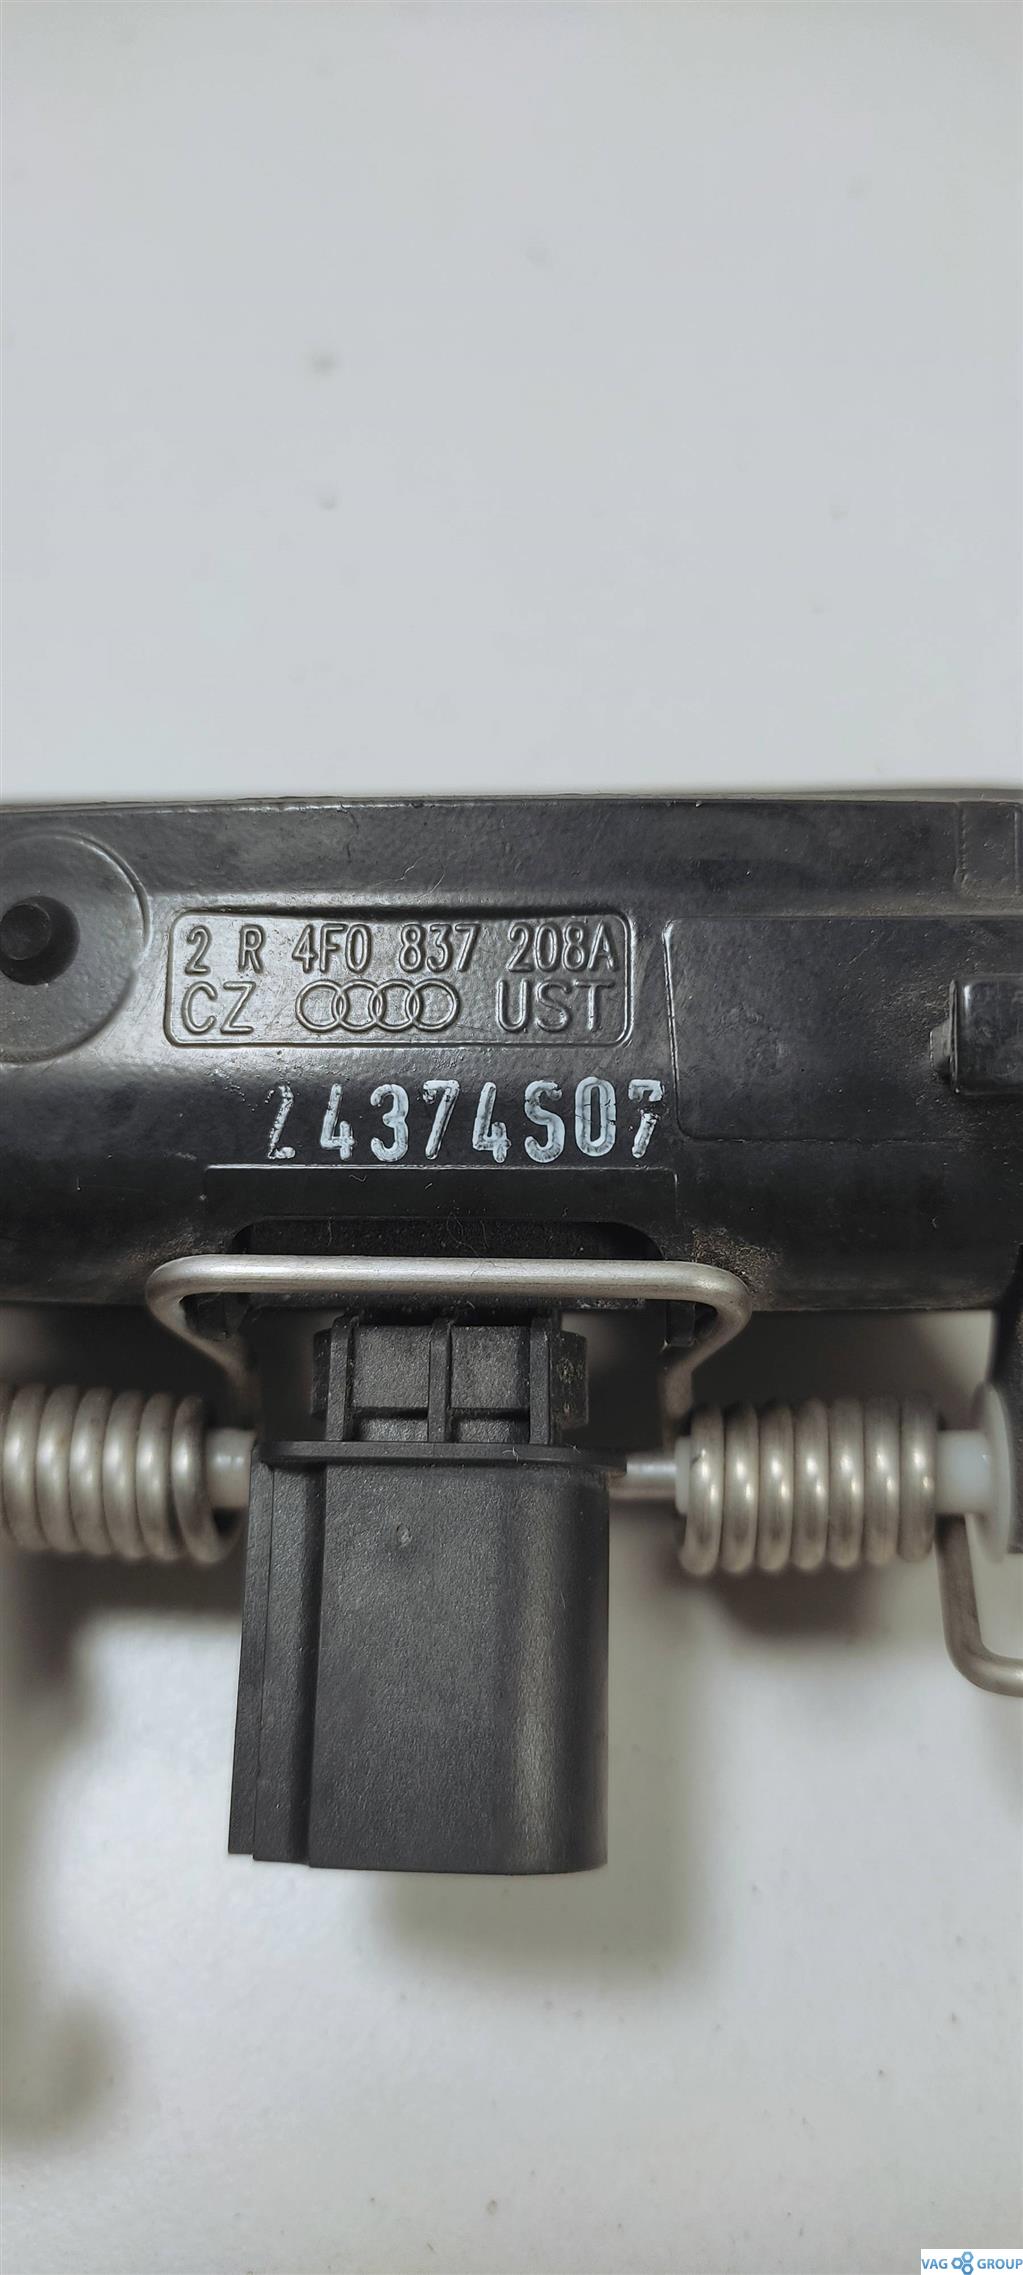 2 R 4F0 837 208A
CZ UST
24374S07
VAG GROUP